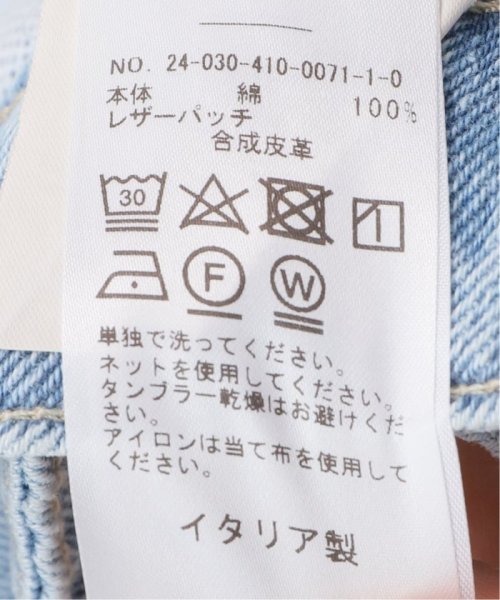 NO. 24-030-410-0071-1-0
本体 綿 100%
レザーパッチ
合成皮革
30
F W
単独で洗ってください。
ネットを使用してください。
タンブラー乾燥はお避けくだ
さい。
アイロンは当て布を使用して
ください。
イタリア製